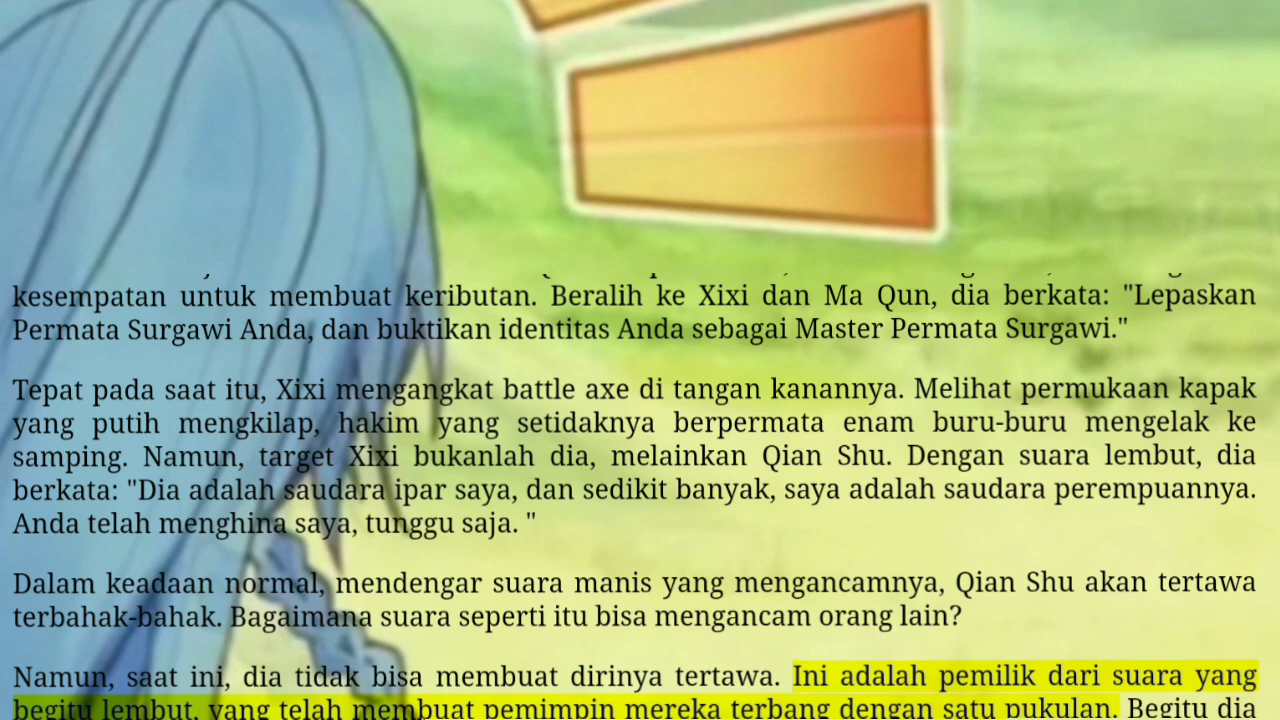 kesempatan untuk membuat keributan. Beralih ke Xixi dan Ma Qun, dia berkata: "Lepaskan
Permata Surgawi Anda, dan buktikan identitas Anda sebagai Master Permata Surgawi."
Tepat pada saat itu, Xixi mengangkat battle axe di tangan kanannya. Melihat permukaan kapak
yang putih mengkilap, hakim yang setidaknya berpermata enam buru-buru mengelak ke
samping. Namun, target Xixi bukanlah dia, melainkan Qian Shu. Dengan suara lembut, dia
berkata: "Dia adalah saudara ipar saya, dan sedikit banyak, saya adalah saudara perempuannya.
Anda telah menghina saya, tunggu saja. "
Dalam keadaan normal, mendengar suara manis yang mengancamnya, Qian Shu akan tertawa
terbahak-bahak. Bagaimana suara seperti itu bisa mengancam orang lain?
Namun, saat ini, dia tidak bisa membuat dirinya tertawa. Ini adalah pemilik dari suara yang
begitu lembut, yang telah membuat pemimpin mereka terbang dengan satu pukulan. Begitu dia